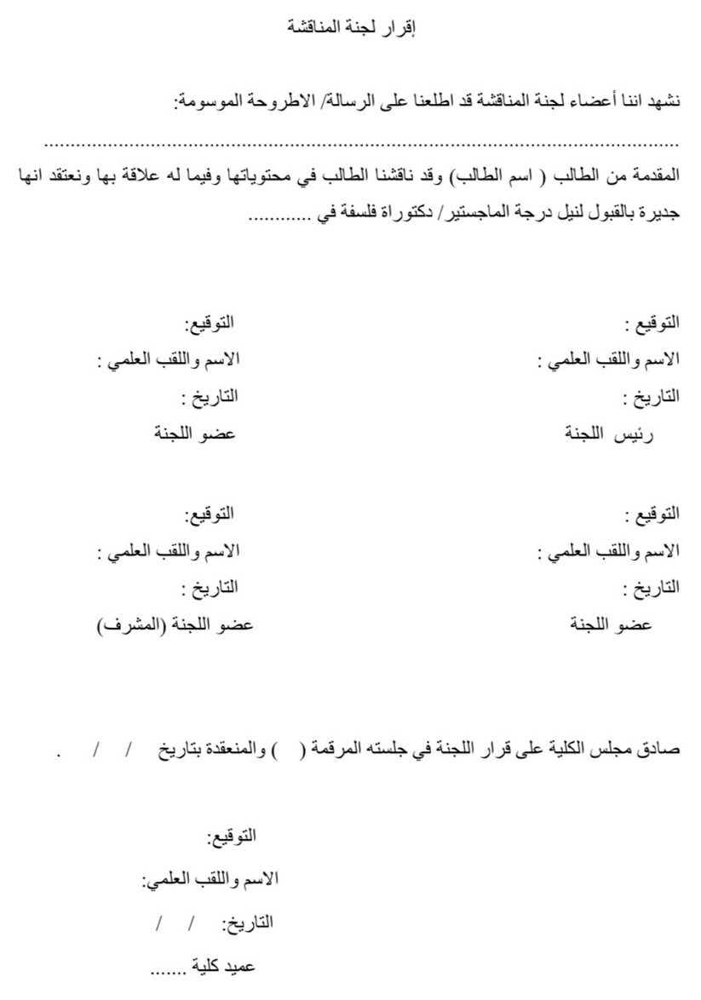 إقرار لجنة المناقشة
نشهد اننا أعضاء لجنة المناقشة قد اطلعنا على الرسالة/ الاطروحة الموسومة:
....................................................................................................................
المقدمة من الطالب ( اسم الطالب) وقد ناقشنا الطالب في محتوياتها وفيما له علاقة بها ونعتقد انها
جديرة بالقبول لنيل درجة الماجستير/ دكتوراة فلسفة في ............
التوقيع : التوقيع:
الاسم واللقب العلمي : الاسم واللقب العلمي :
التاريخ : التاريخ :
رئيس اللجنة عضو اللجنة
التوقيع : التوقيع:
الاسم واللقب العلمي : الاسم واللقب العلمي :
التاريخ : التاريخ :
عضو اللجنة عضو اللجنة (المشرف)
صادق مجلس الكلية على قرار اللجنة في جلسته المرقمة ( ) والمنعقدة بتاريخ / / .
التوقيع:
الاسم واللقب العلمي:
التاريخ: / /
عميد كلية .......